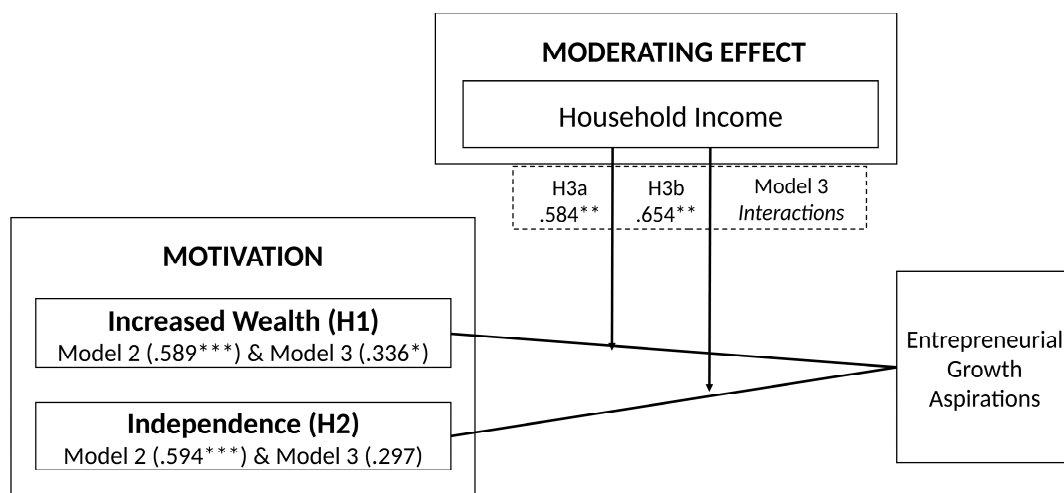 MODERATING EFFECT
Household Income
H3a
.584**
H3b
.654**
Model 3
Interactions
MOTIVATION
Increased Wealth (H1)
Model 2 (.589***) & Model 3 (.336*)
Independence (H2)
Model 2 (.594***) & Model 3 (.297)
Entrepreneurial
Growth
Aspirations